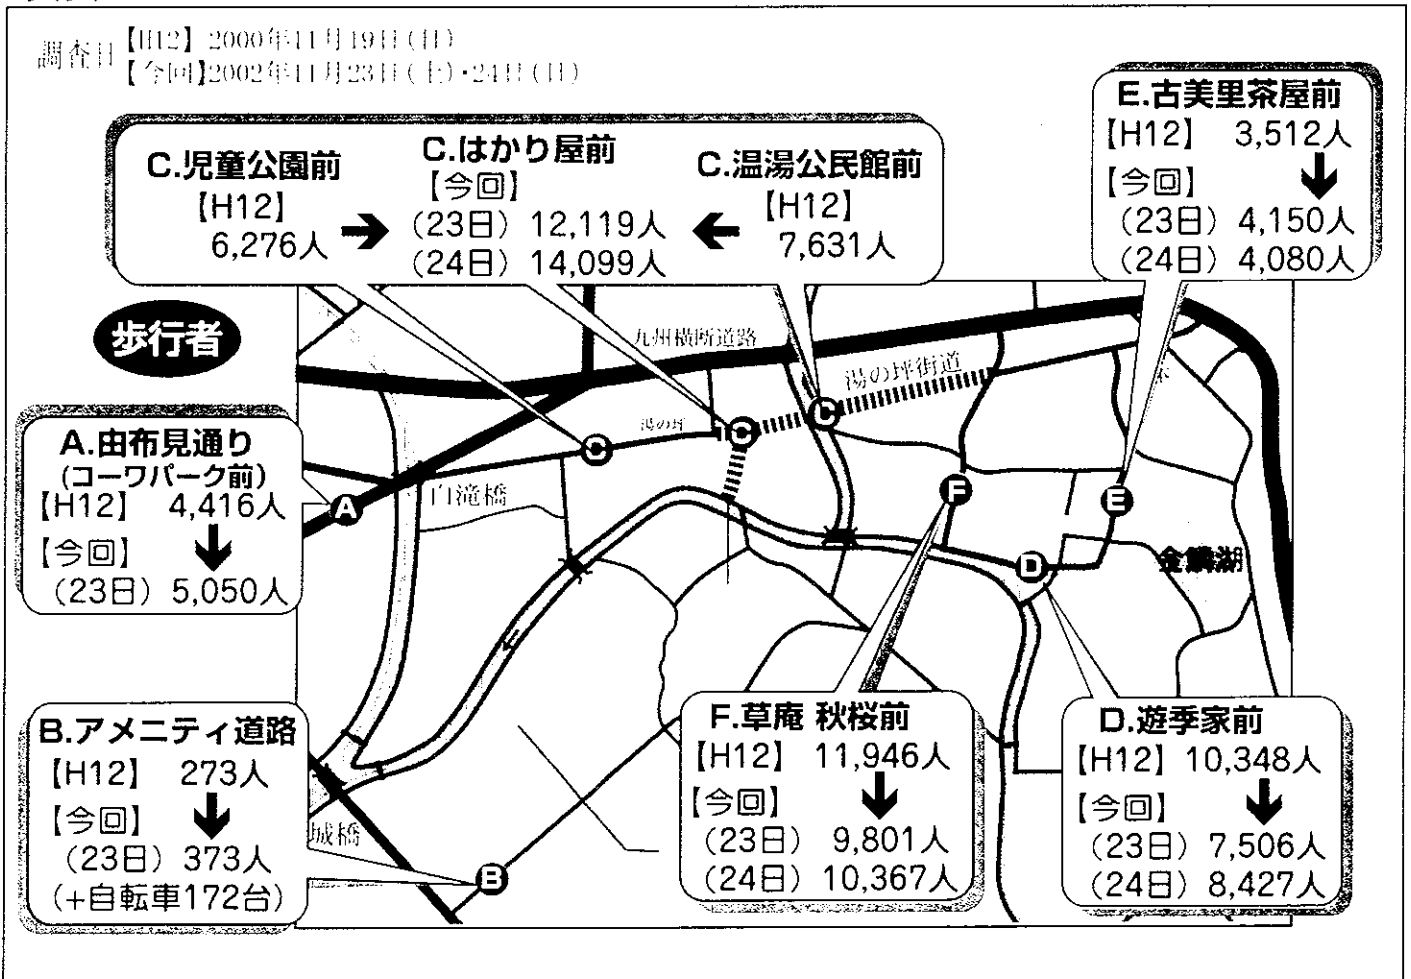 調査日
【H12】2000年11月19日(日)
【今回】2002年11月23日(土)・24日(日)
C.児童公園前
【H12】
6,276人
C.はかり屋前
【今回】
(23日) 12,119人
(24日) 14,099人
C.温湯公民館前
【H12】
7,631人
E.古美里茶屋前
【H12】 3,512人
【今回】
(23日) 4,150人
(24日) 4,080人
歩行者
九州横断道路
湯の坪街道
湯の坪
A.由布見通り
(コーワパーク前)
【H12】 4,416人
【今回】
(23日) 5,050人
白滝橋
C
C
C
A
F
E
D
金鱗湖
B.アメニティ道路
【H12】 273人
【今回】
(23日) 373人
(+自転車172台)
城橋
B
F.草庵 秋桜前
【H12】 11,946人
【今回】
(23日) 9,801人
(24日) 10,367人
D.遊季家前
【H12】 10,348人
【今回】
(23日) 7,506人
(24日) 8,427人